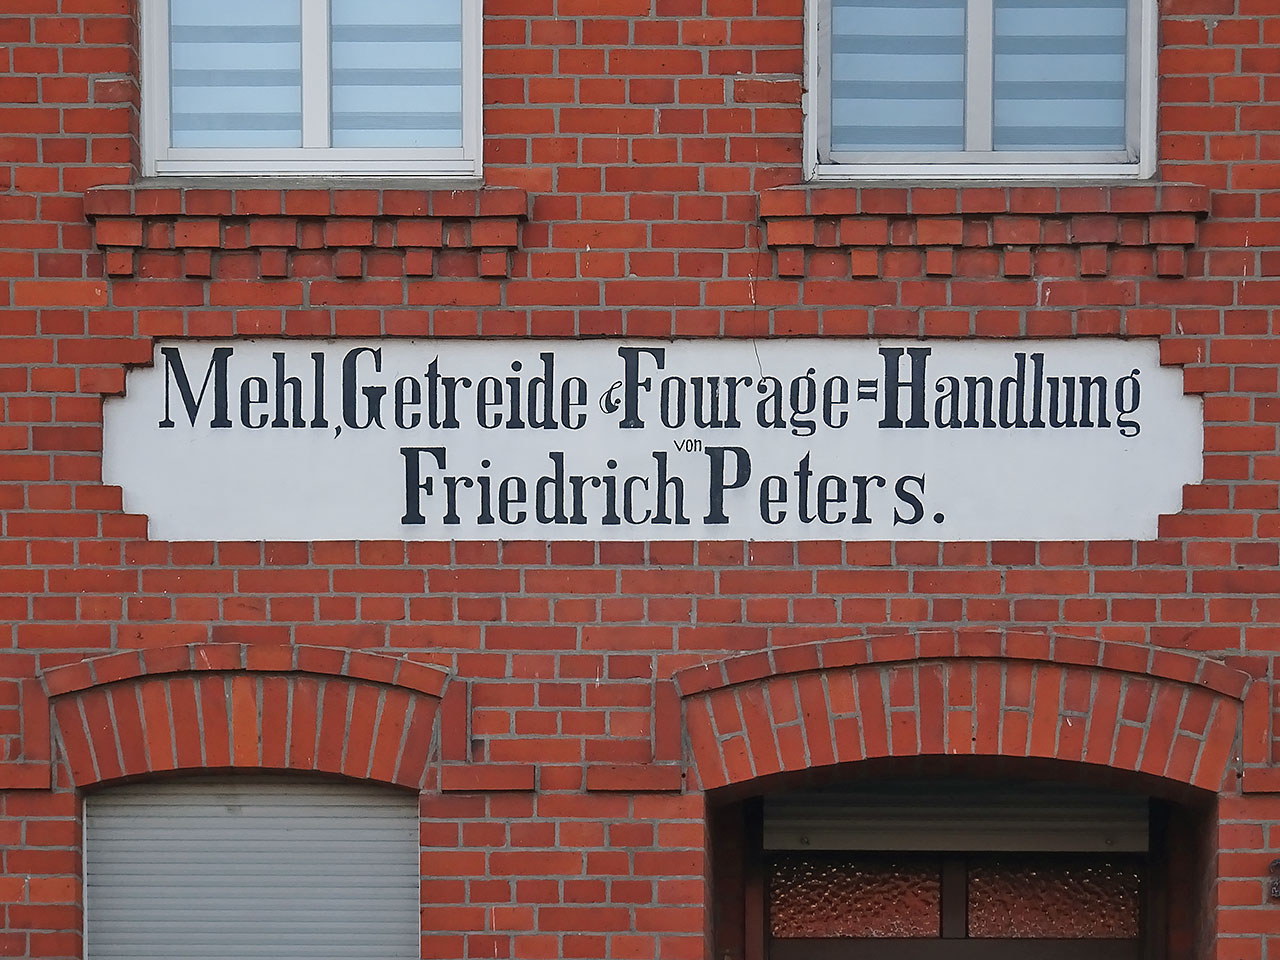 Mehl, Getreide & Fourage=Handlung
von
Friedrich Peters.